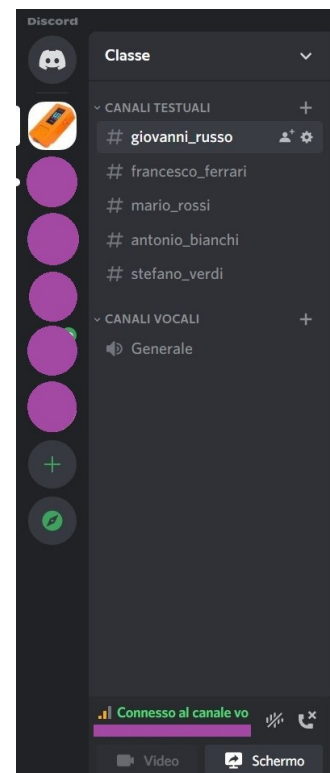 Discord
Classe
CANALI TESTUALI
# giovanni_russo
# francesco_ferrari
# mario_rossi
# antonio_bianchi
# stefano_verdi
CANALI VOCALI
Generale
Connesso al canale vo
Video
Schermo